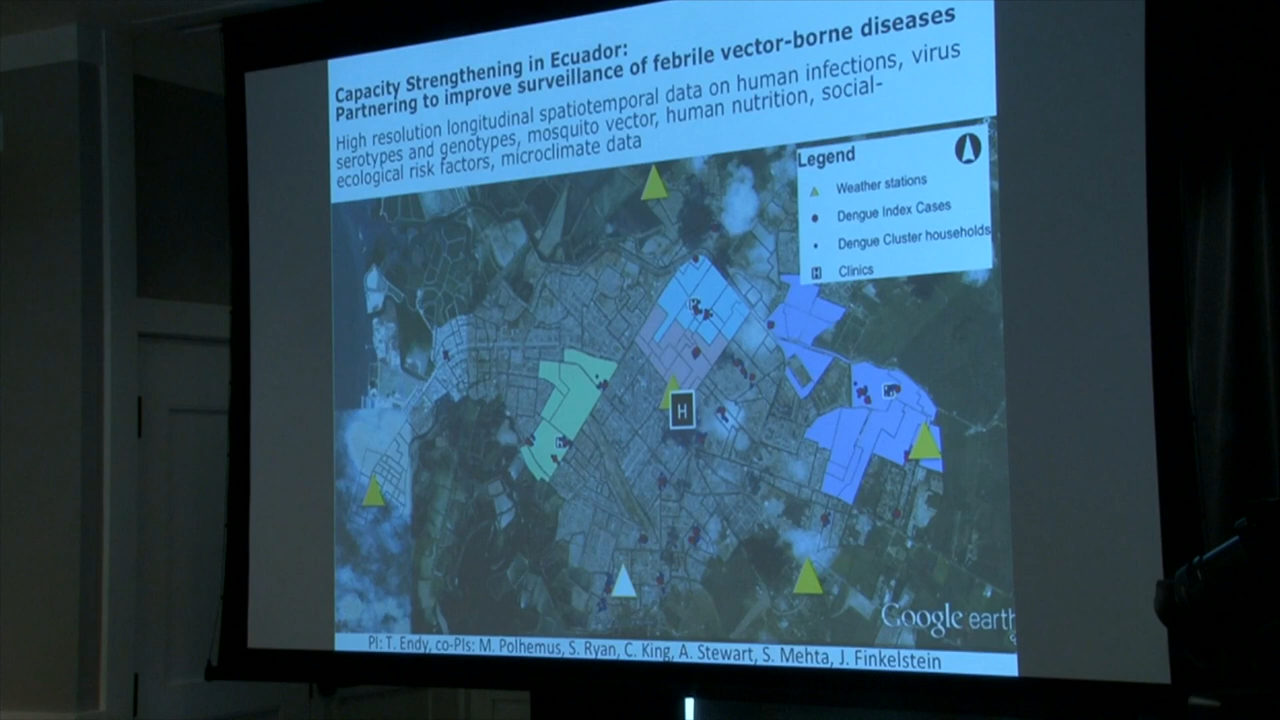 Capacity Strengthening in Ecuador:
Partnering to improve surveillance of febrile vector-borne diseases
High resolution longitudinal spatiotemporal data on human infections, virus
serotypes and genotypes, mosquito vector, human nutrition, social-
ecological risk factors, microclimate data
Legend
Weather stations
Dengue Index Cases
Dengue Cluster households
H Clinics
H
H
Google earth
PI: T. Endy, co-PIs: M. Polhemus, S. Ryan, C. King, A. Stewart, S. Mehta, J. Finkelstein